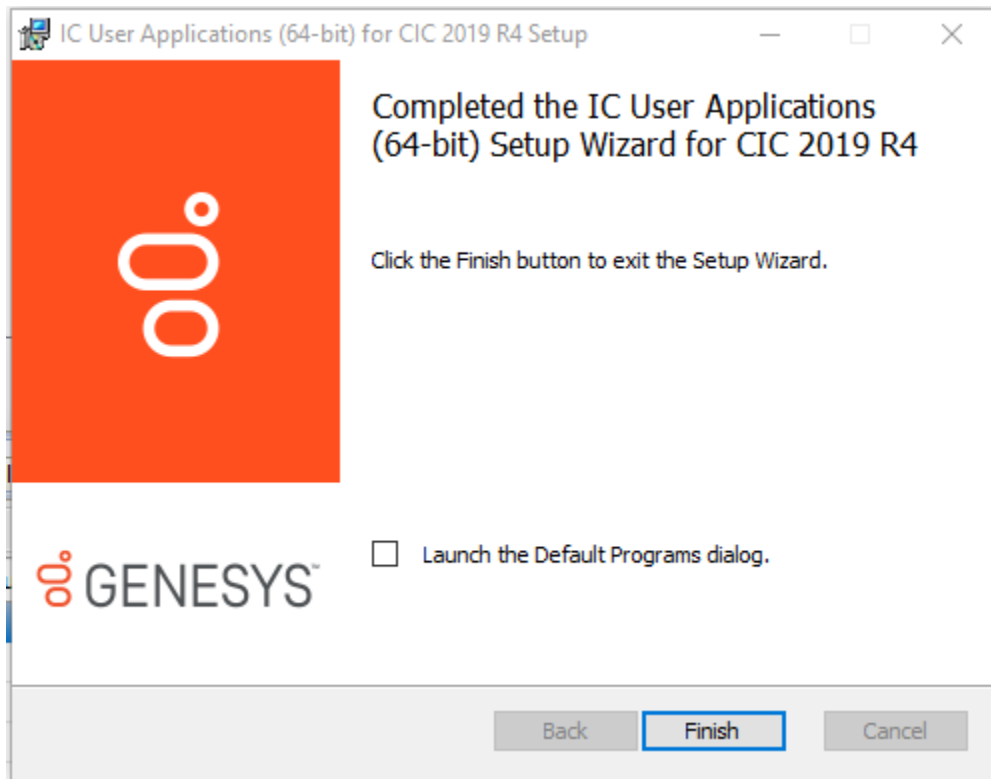 IC User Applications (64-bit) for CIC 2019 R4 Setup
Completed the IC User Applications
(64-bit) Setup Wizard for CIC 2019 R4
Click the Finish button to exit the Setup Wizard.
Launch the Default Programs dialog.
GENESYS™
Back
Finish
Cancel